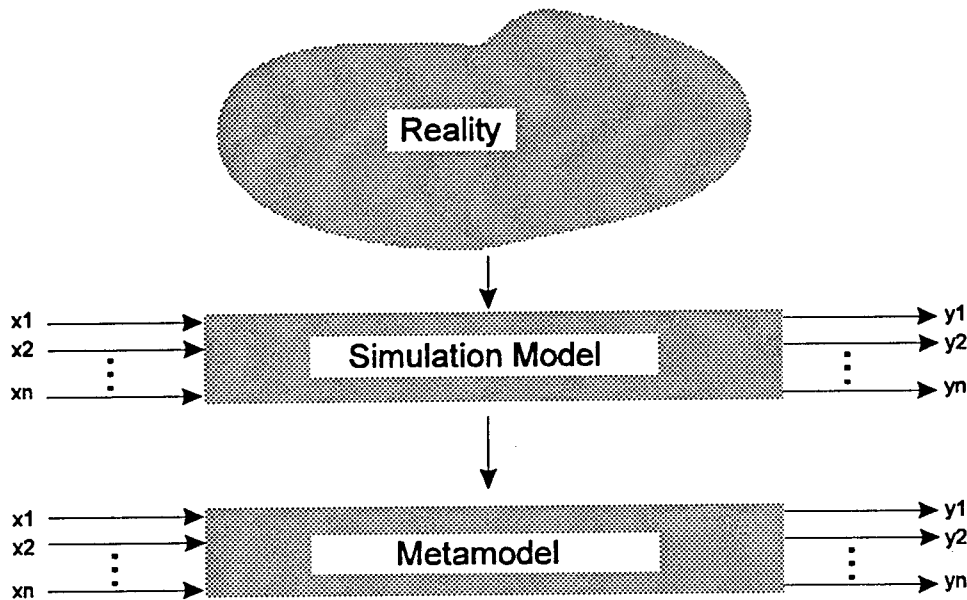 Reality
x1
y1
x2
Simulation Model
y2
xn
yn
x1
y1
x2
Metamodel
y2
xn
yn